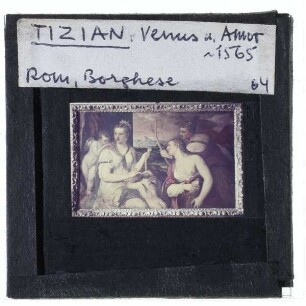 TIZIAN: Venus u. Amor
~1565
Rom, Borghese 64